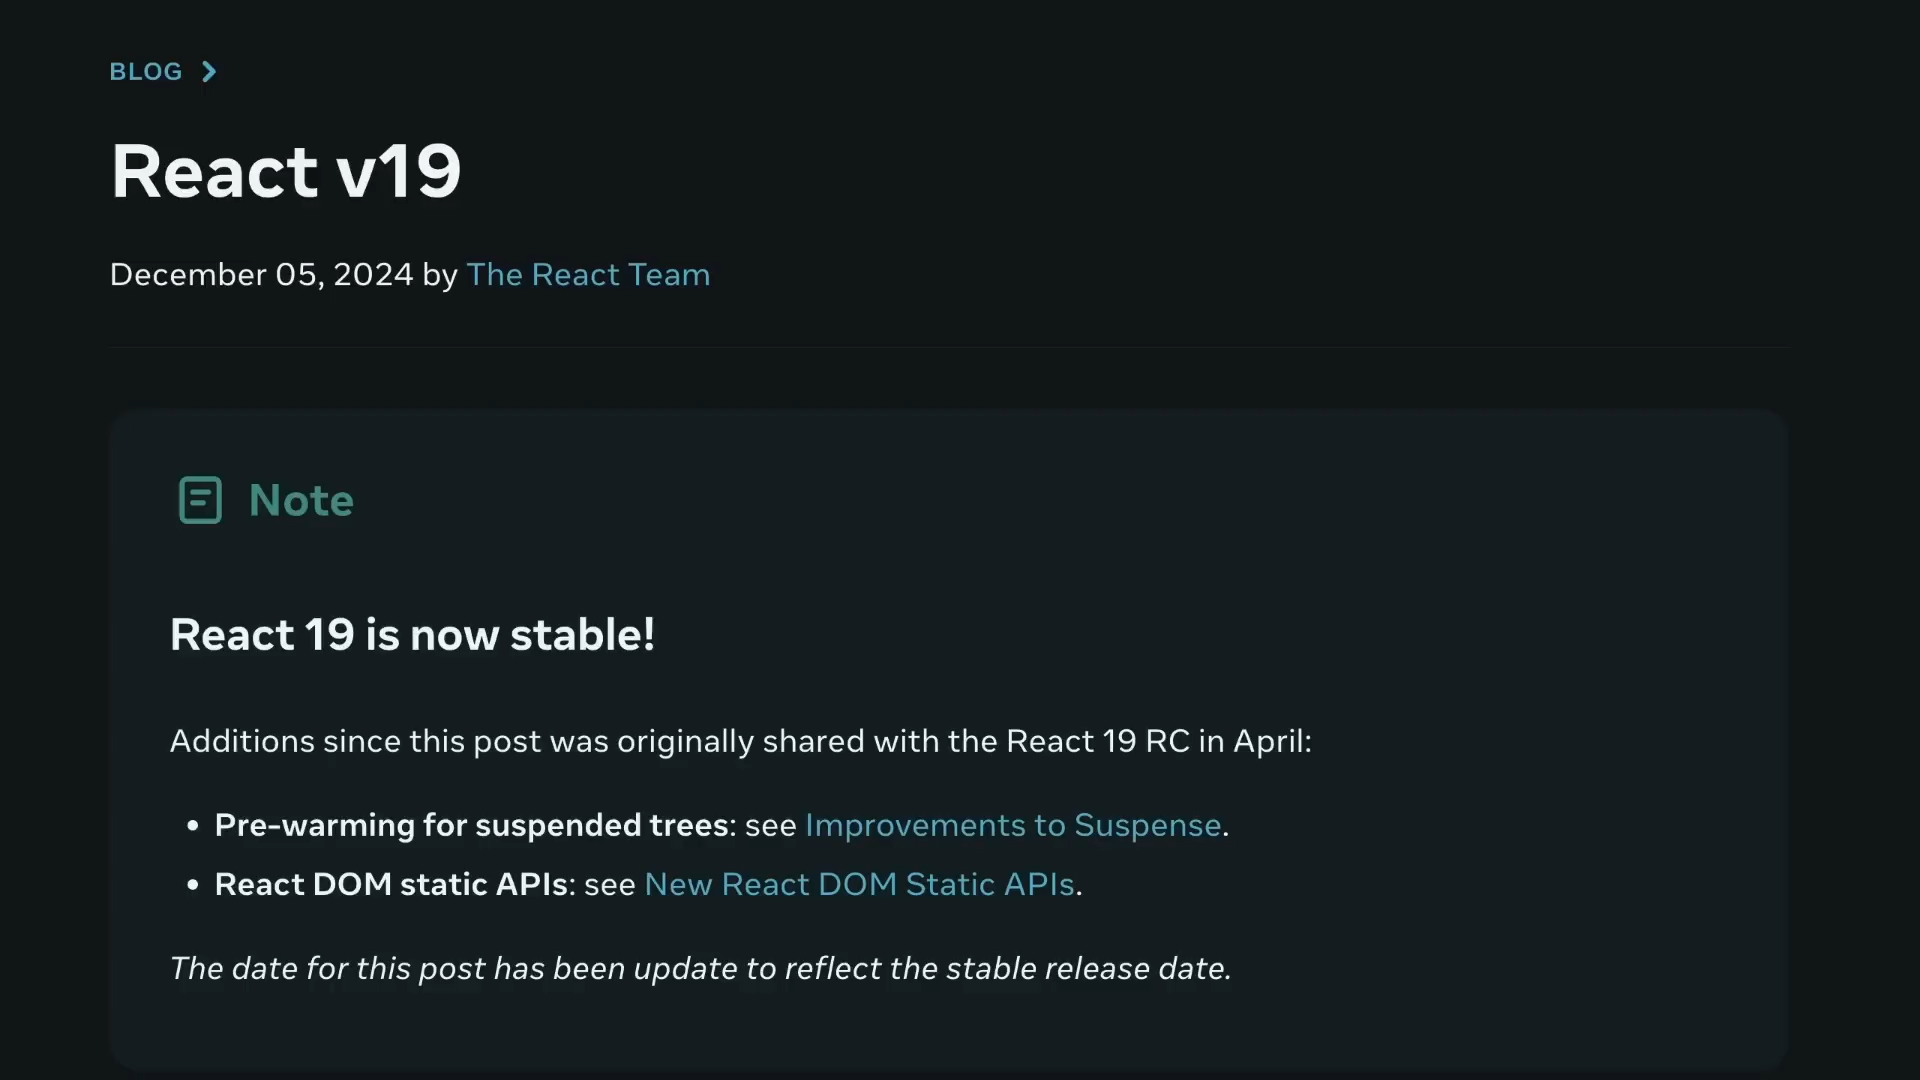 BLOG
React v19
December 05, 2024 by The React Team
Note
React 19 is now stable!
Additions since this post was originally shared with the React 19 RC in April:
• Pre-warming for suspended trees: see Improvements to Suspense.
• React DOM static APIs: see New React DOM Static APIs.
The date for this post has been update to reflect the stable release date.